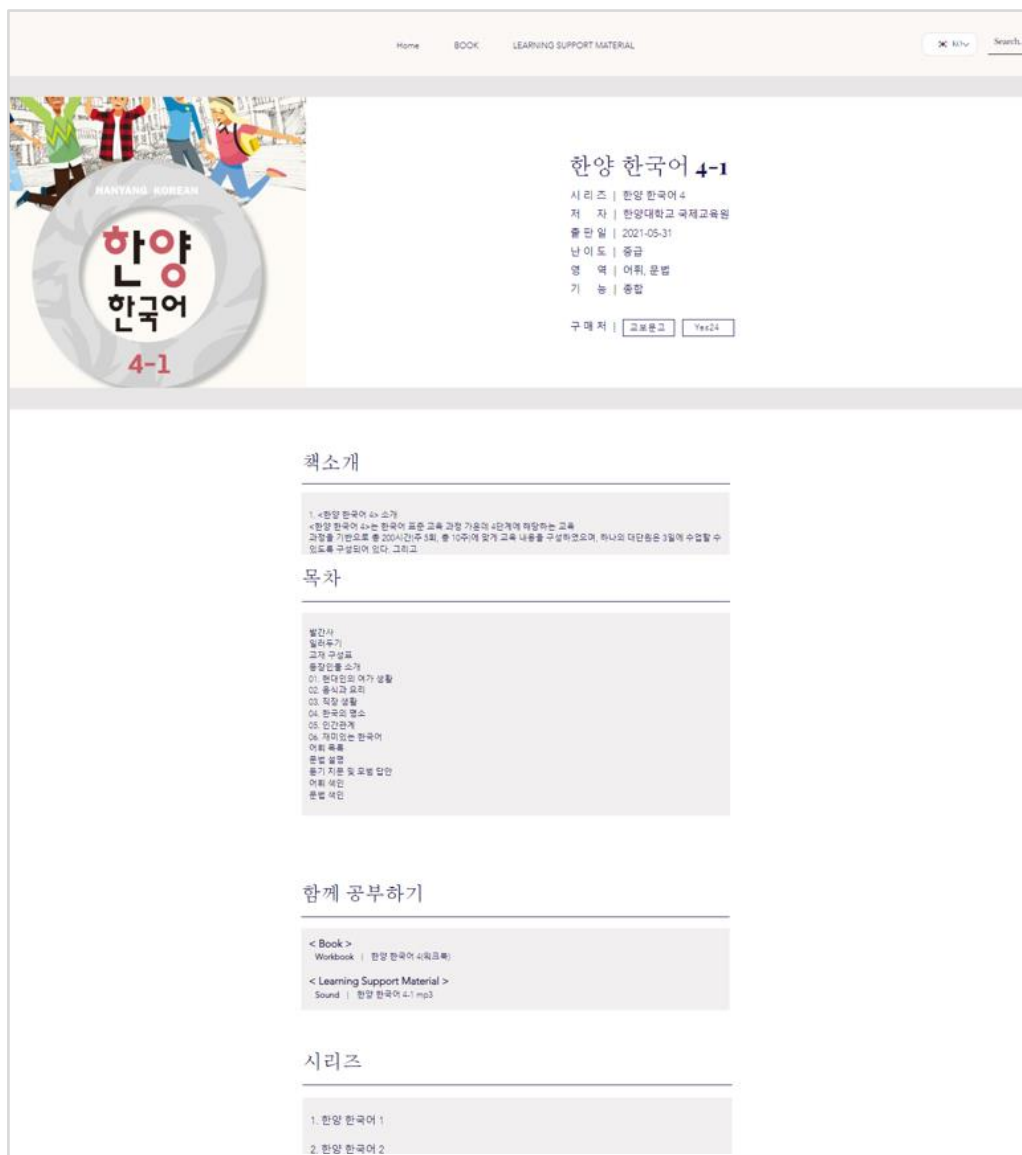 Home BOOK LEARNING SUPPORT MATERIAL KO Search.
HANYANG KOREAN
한양
한국어
4-1
한양 한국어 4-1
시 리 즈 | 한양 한국어 4
저 자 | 한양대학교 국제교육원
출 판 일 | 2021-05-31
난 이 도 | 중급
영 역 | 어휘, 문법
기 능 | 종합
구 매 처 | 교보문고 Yes24
책소개
1. <한양 한국어 4> 소개
<한양 한국어 4>는 한국어 표준 교육 과정 가운데 4단계에 해당하는 교육
과정을 기반으로 총 200시간(주 5회, 총 10주)에 맞게 교육 내용을 구성하였으며, 하나의 대단원은 3일에 수업할 수
있도록 구성되어 있다. 그리고
목차
발간사
일러두기
교재 구성표
등장인물 소개
01. 현대인의 여가 생활
02. 음식과 요리
03. 직장 생활
04. 한국의 명소
05. 인간관계
06. 재미있는 한국어
어휘 목록
문법 설명
듣기 지문 및 모범 답안
어휘 색인
문법 색인
함께 공부하기
< Book >
Workbook | 한양 한국어 4(워크북)
< Learning Support Material >
Sound | 한양 한국어 4-1 mp3
시리즈
1. 한양 한국어 1
2. 한양 한국어 2